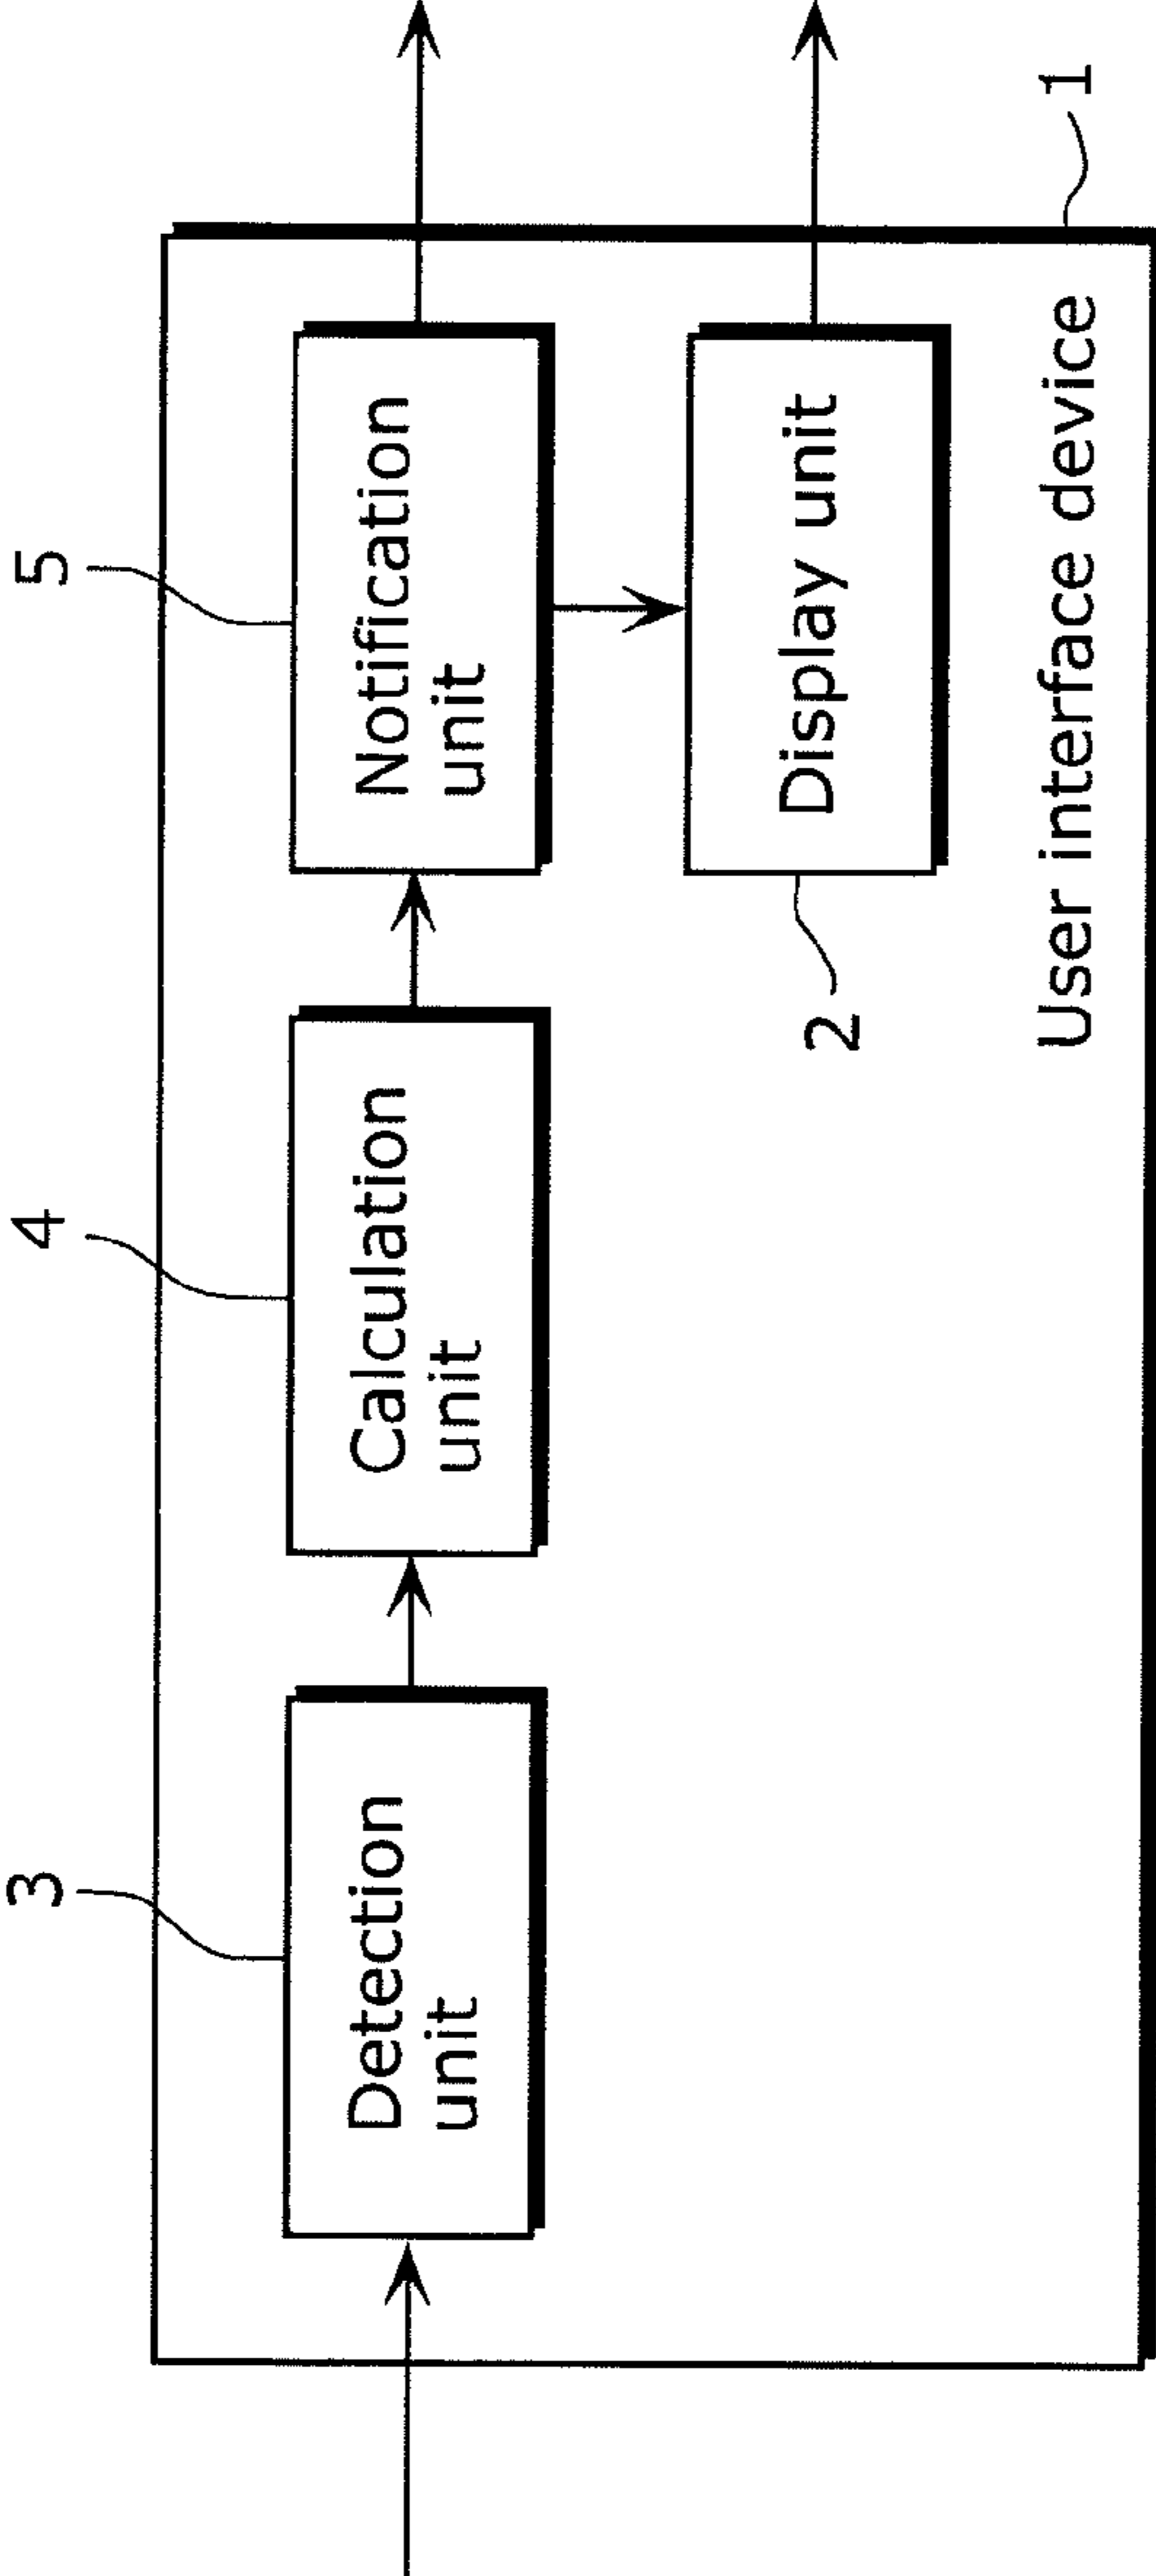 3
4
5
Detection
unit
Calculation
unit
Notification
unit
2
Display unit
User interface device
1